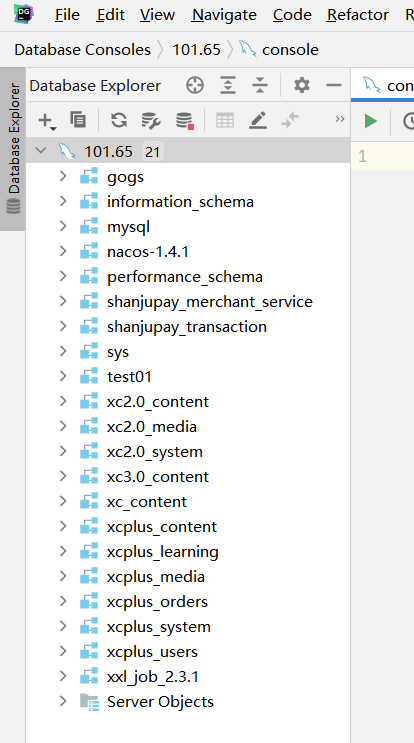 DG
File Edit View Navigate Code Refactor
Database Consoles 101.65 console
Database Explorer
Database Explorer
con
101.65 21
1
gogs
information_schema
mysql
nacos-1.4.1
performance_schema
shanjupay_merchant_service
shanjupay_transaction
sys
test01
xc2.0_content
xc2.0_media
xc2.0_system
xc3.0_content
xc_content
xcplus_content
xcplus_learning
xcplus_media
xcplus_orders
xcplus_system
xcplus_users
xxl_job_2.3.1
Server Objects